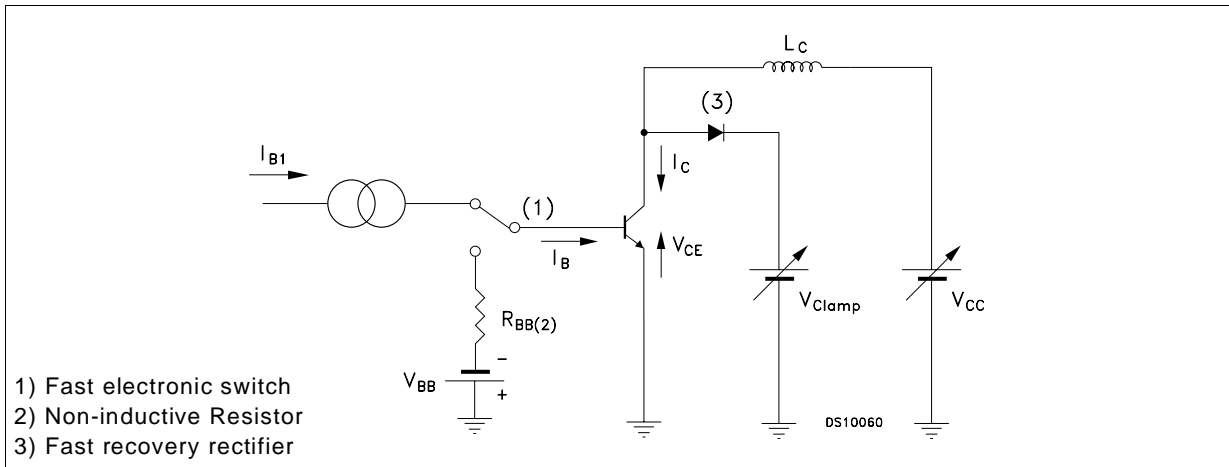 L_C
(3)
I_B1
I_C
(1)
V_CE
I_B
V_Clamp
V_CC
R_BB(2)
−
V_BB
+
DS10060
1) Fast electronic switch
2) Non-inductive Resistor
3) Fast recovery rectifier